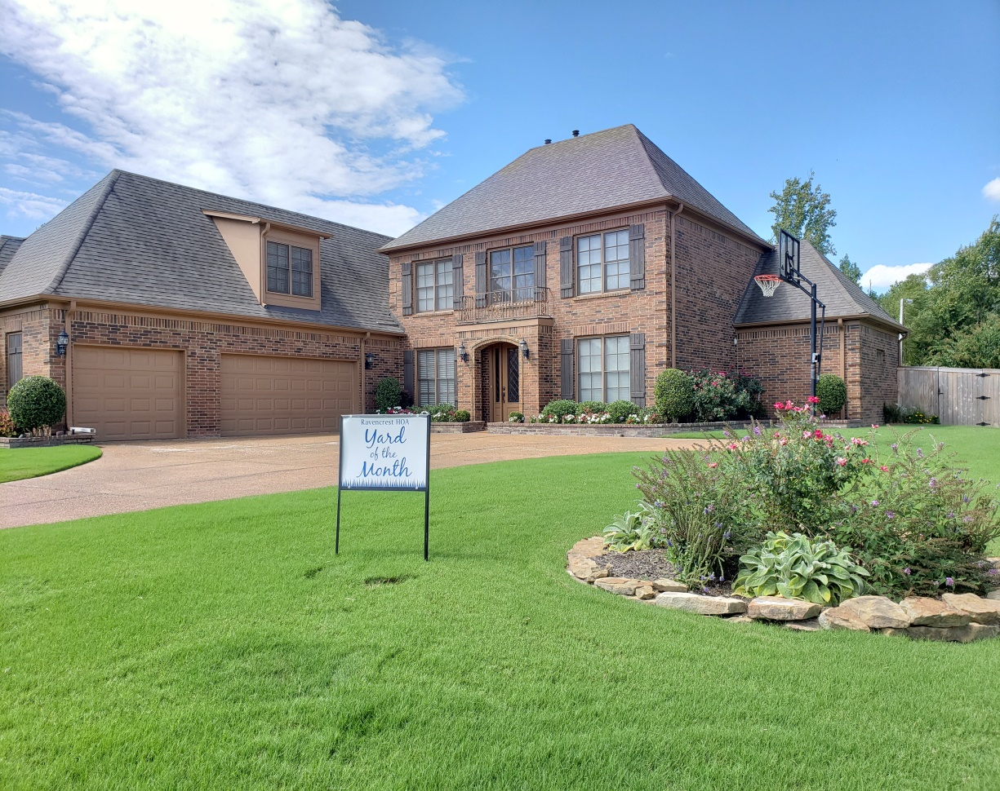 Ravencrest HOA
Yard
of the
Month